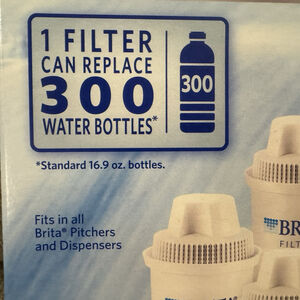 1 FILTER
CAN REPLACE
300
WATER BOTTLES*
300
*Standard 16.9 oz. bottles.
Fits in all
Brita® Pitchers
and Dispensers